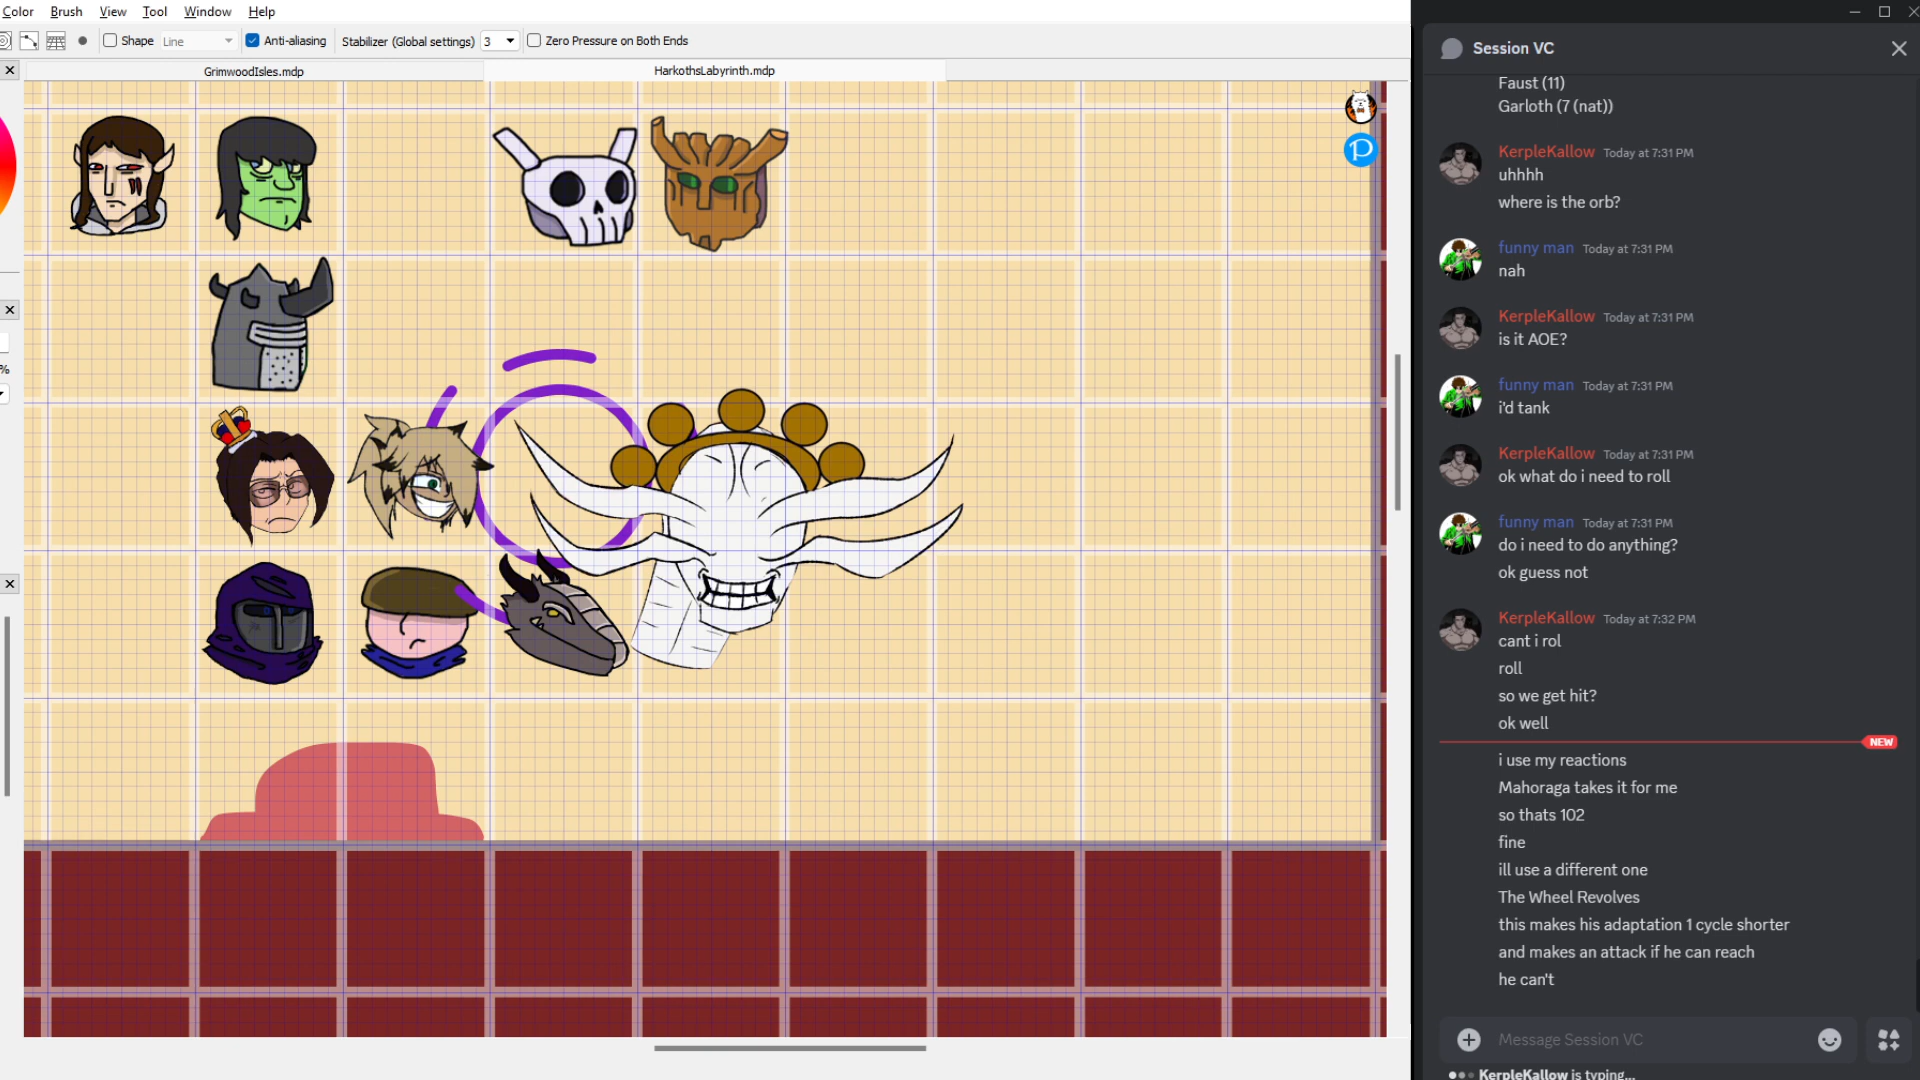 Color Brush View Tool Window Help
Shape Line Anti-aliasing Stabilizer (Global settings) 3 Zero Pressure on Both Ends
GrimwoodIsles.mdp HarkothsLabyrinth.mdp
%
Session VC
Faust (11)
Garloth (7 (nat))
KerpleKallow Today at 7:31 PM
uhhhh
where is the orb?
funny man Today at 7:31 PM
nah
KerpleKallow Today at 7:31 PM
is it AOE?
funny man Today at 7:31 PM
i'd tank
KerpleKallow Today at 7:31 PM
ok what do i need to roll
funny man Today at 7:31 PM
do i need to do anything?
ok guess not
KerpleKallow Today at 7:32 PM
cant i rol
roll
so we get hit?
ok well
NEW
i use my reactions
Mahoraga takes it for me
so thats 102
fine
ill use a different one
The Wheel Revolves
this makes his adaptation 1 cycle shorter
and makes an attack if he can reach
he can't
Message Session VC
KerpleKallow is typing...